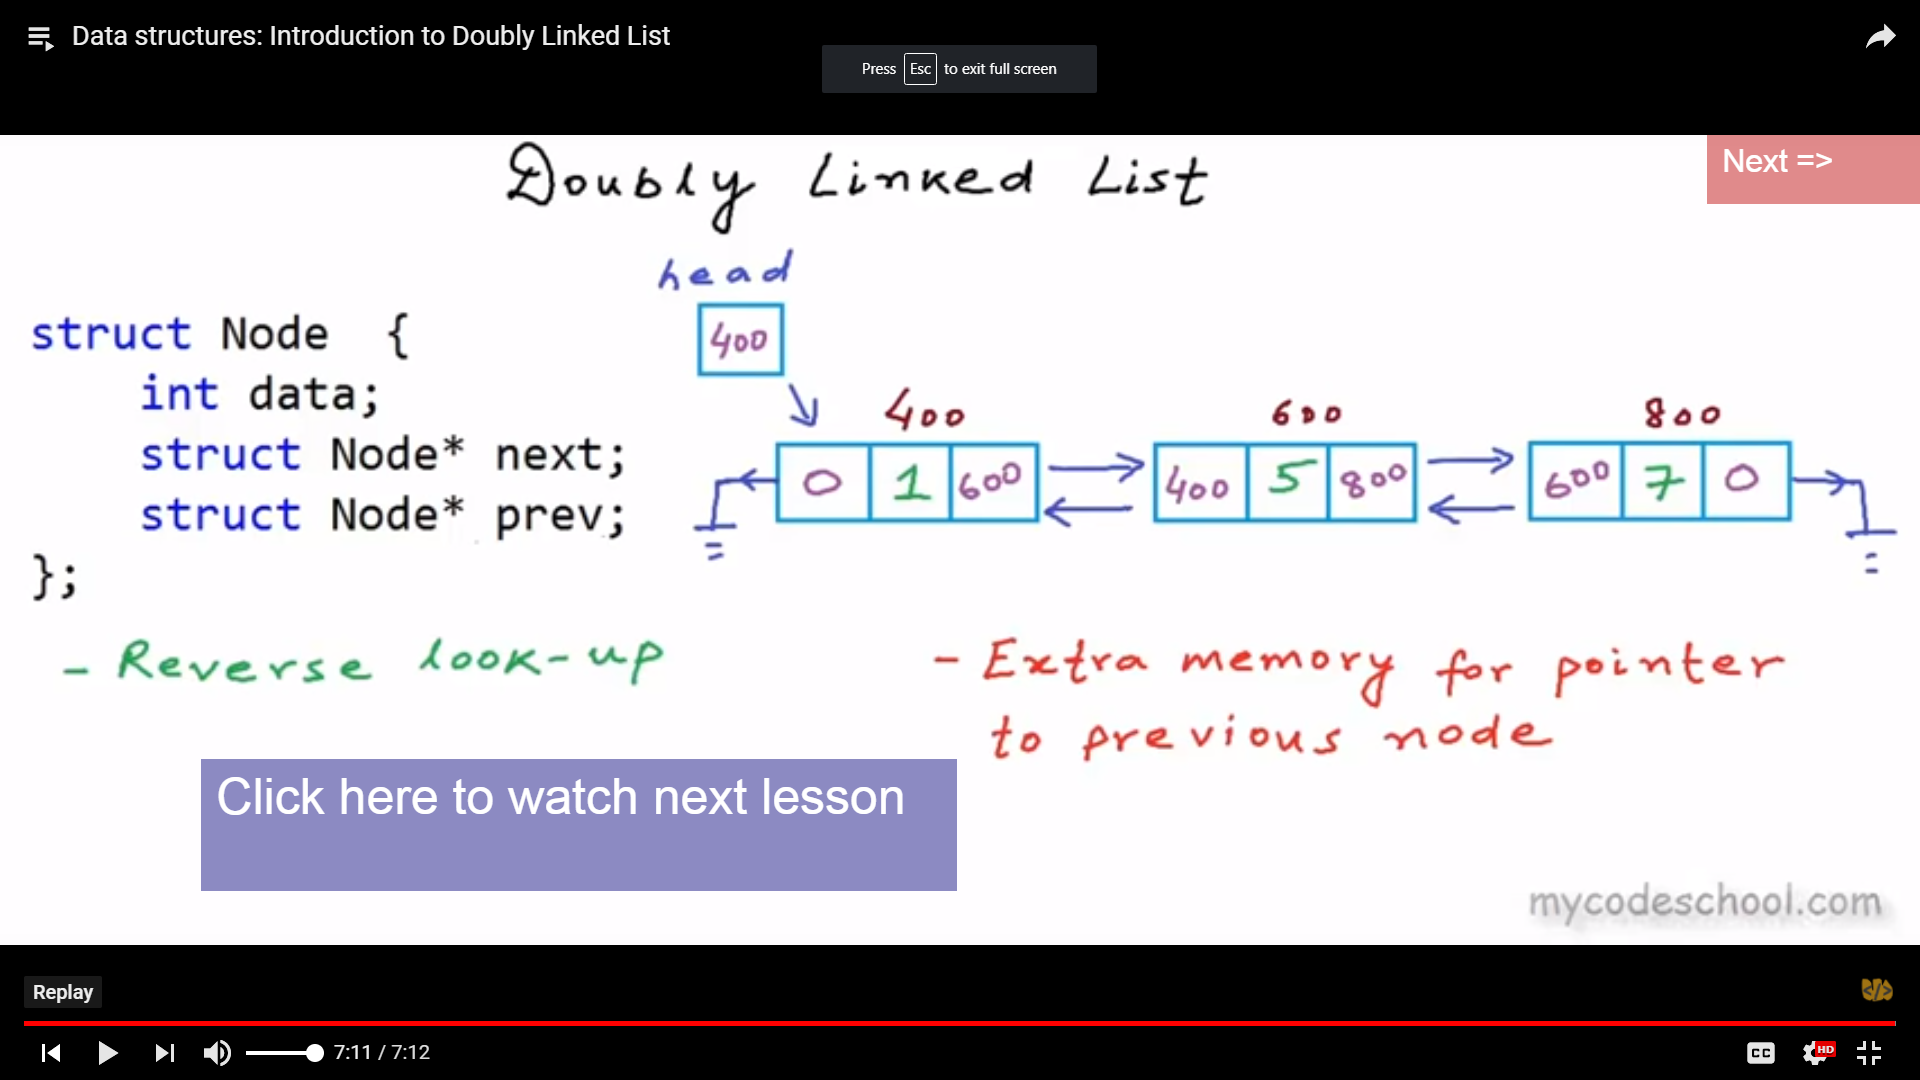 Data structures: Introduction to Doubly Linked List
Press Esc to exit full screen
Next =>
Doubly Linked List
head
400
struct Node {
int data;
struct Node* next;
struct Node* prev;
};
400 600 800
0 1 600 400 5 800 600 7 0
- Reverse look-up
- Extra memory for pointer
to previous node
Click here to watch next lesson
mycodeschool.com
Replay
7:11 / 7:12
CC
HD